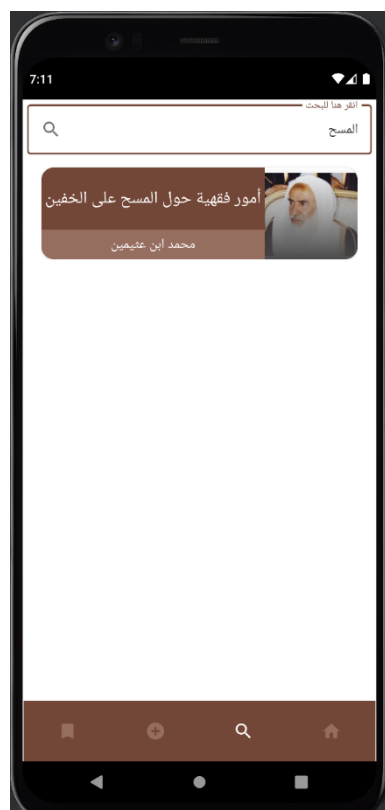 7:11
انقر هنا للبحث
المسح
أمور فقهية حول المسح على الخفين
محمد ابن عثيمين